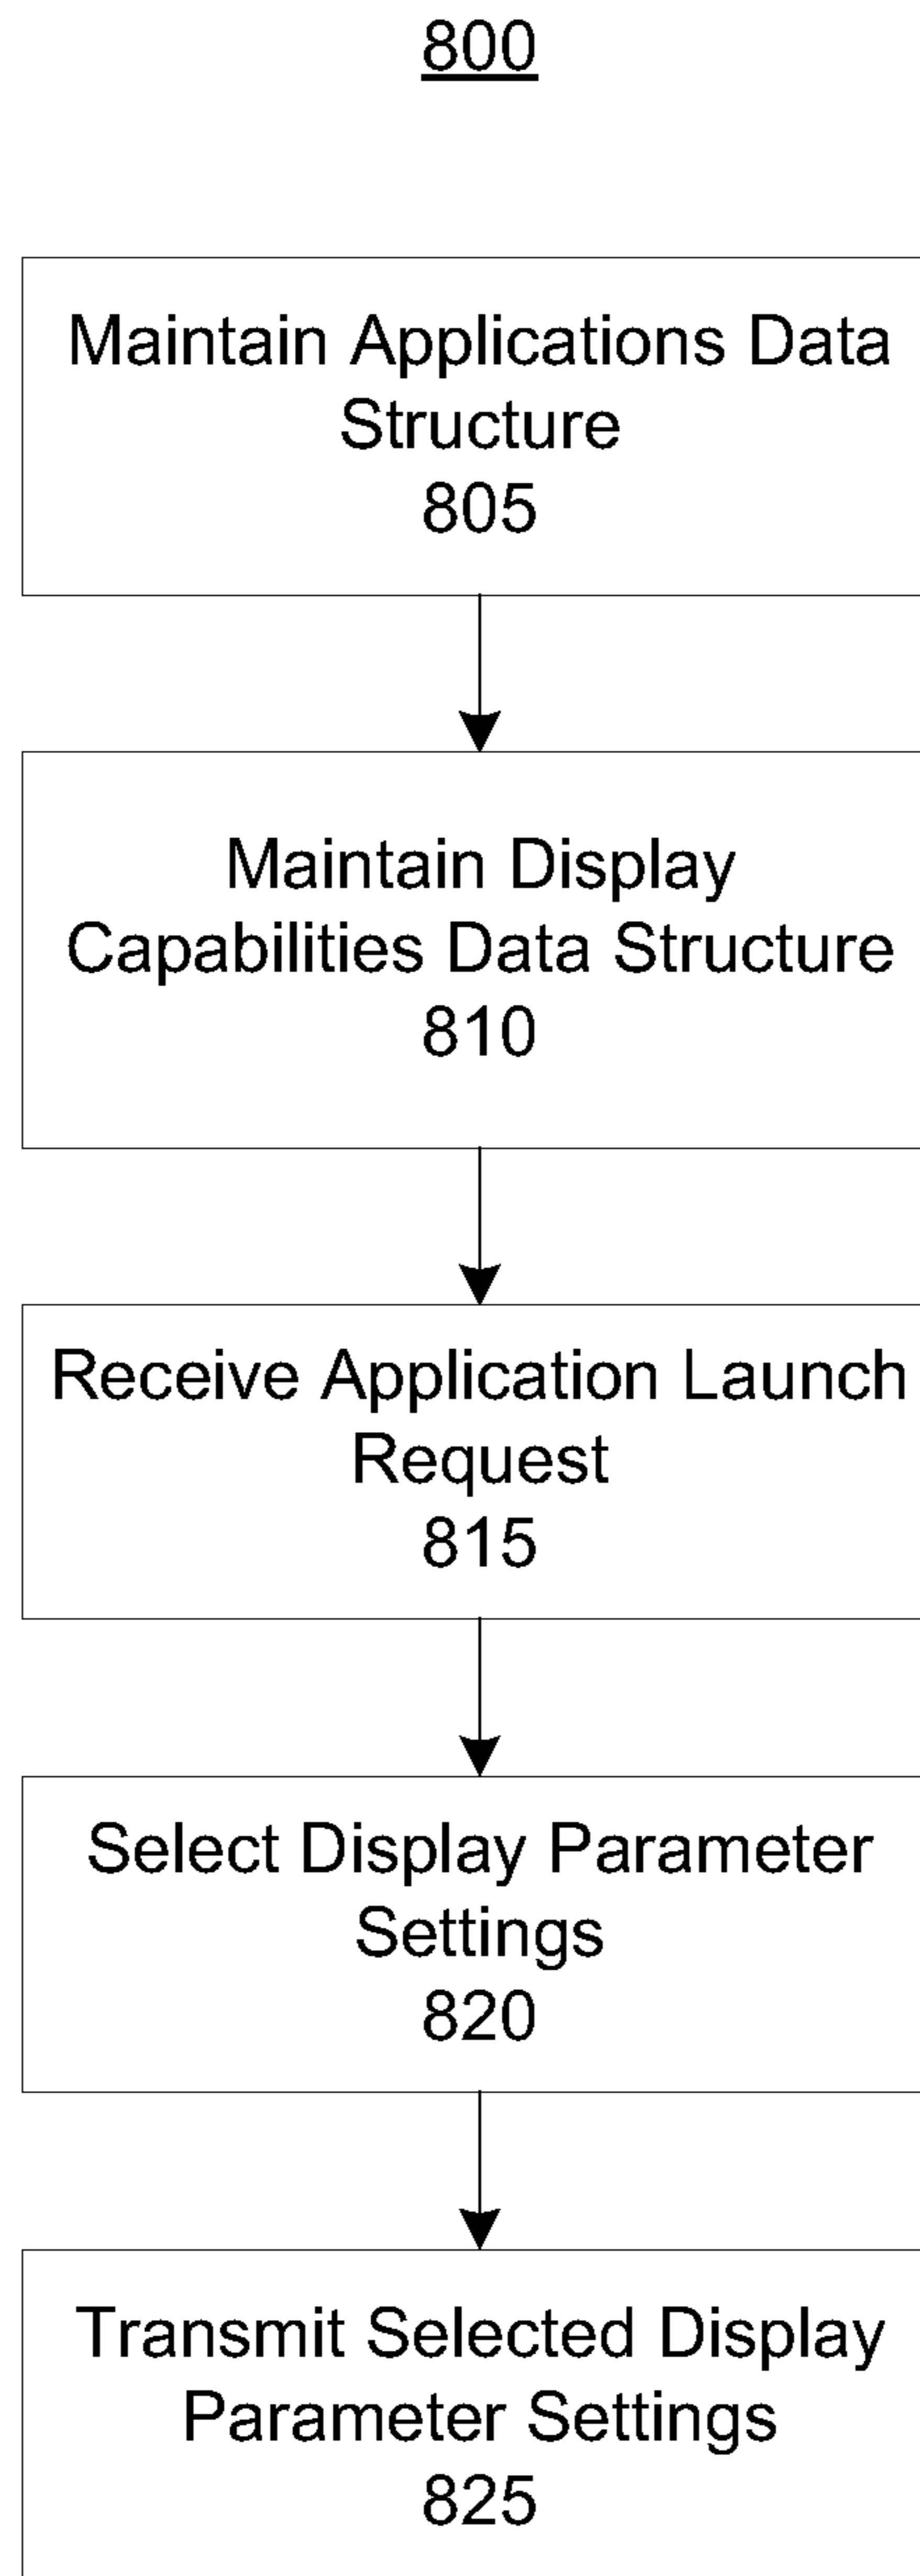 800
Maintain Applications Data
Structure
805
Maintain Display
Capabilities Data Structure
810
Receive Application Launch
Request
815
Select Display Parameter
Settings
820
Transmit Selected Display
Parameter Settings
825